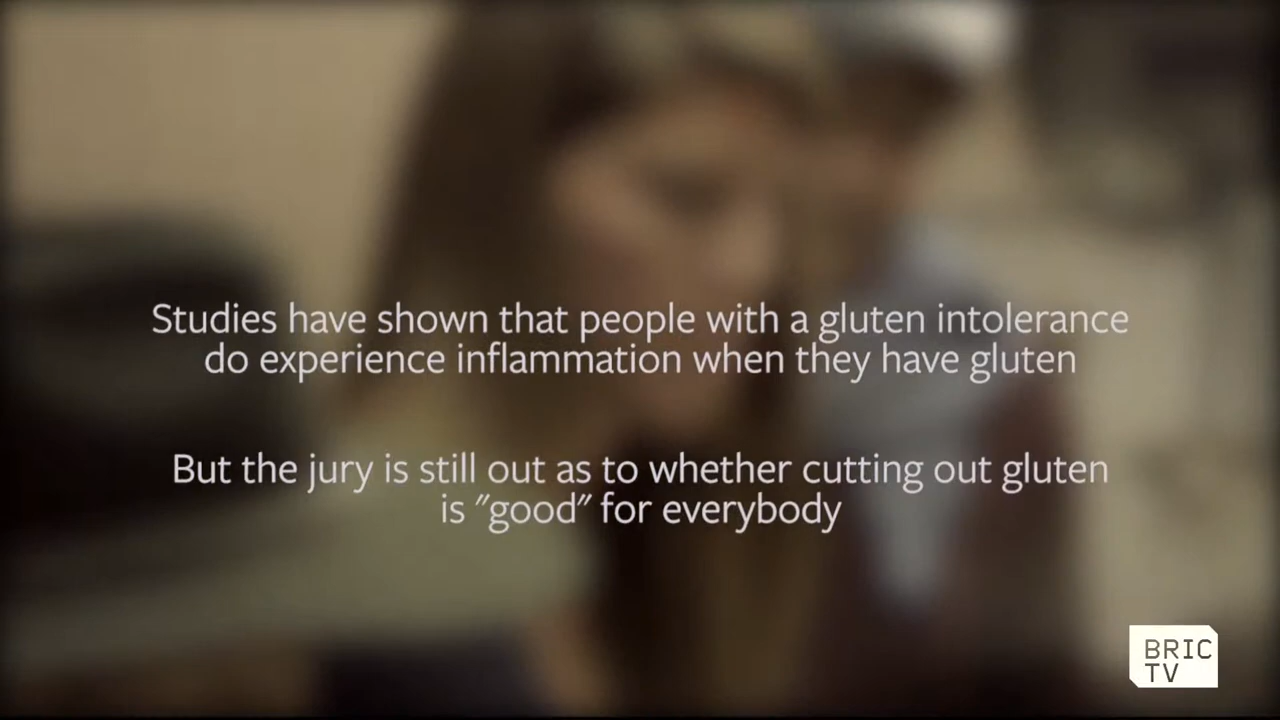 Studies have shown that people with a gluten intolerance
do experience inflammation when they have gluten
But the jury is still out as to whether cutting out gluten
is "good" for everybody
BRIC
TV